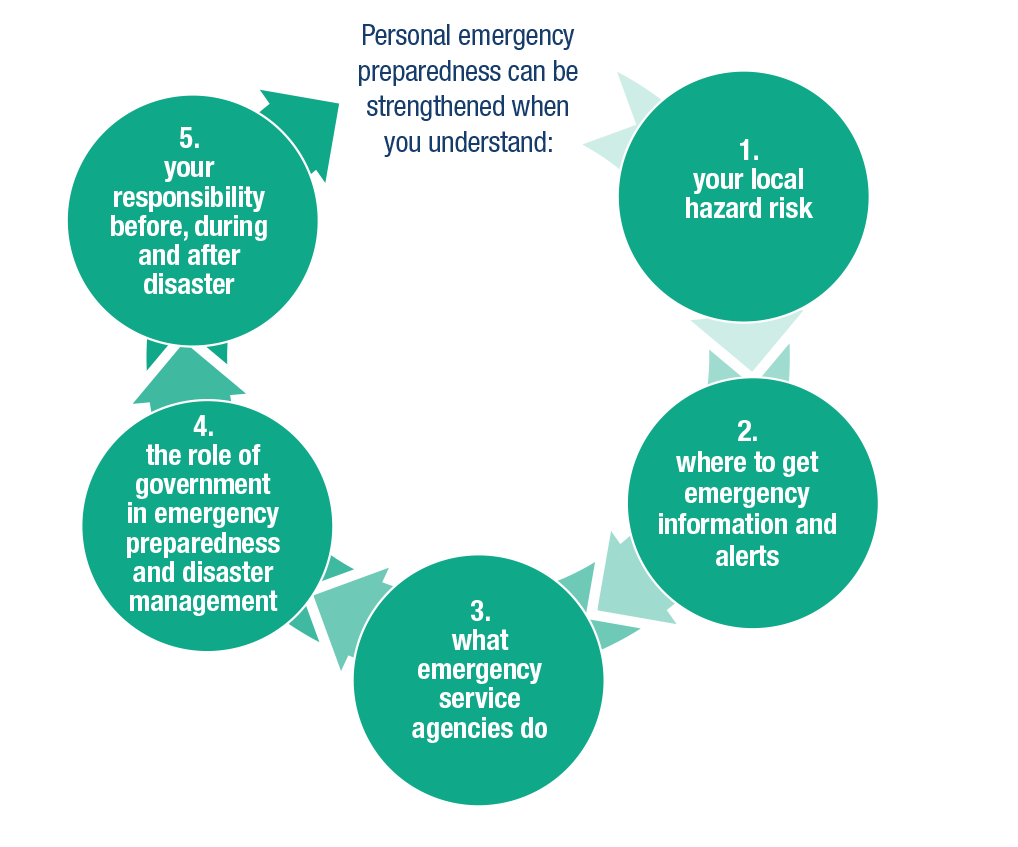 Personal emergency
preparedness can be
strengthened when
you understand:
1.
your local
hazard risk
2.
where to get
emergency
information and
alerts
3.
what
emergency
service
agencies do
4.
the role of
government
in emergency
preparedness
and disaster
management
5.
your
responsibility
before, during
and after
disaster